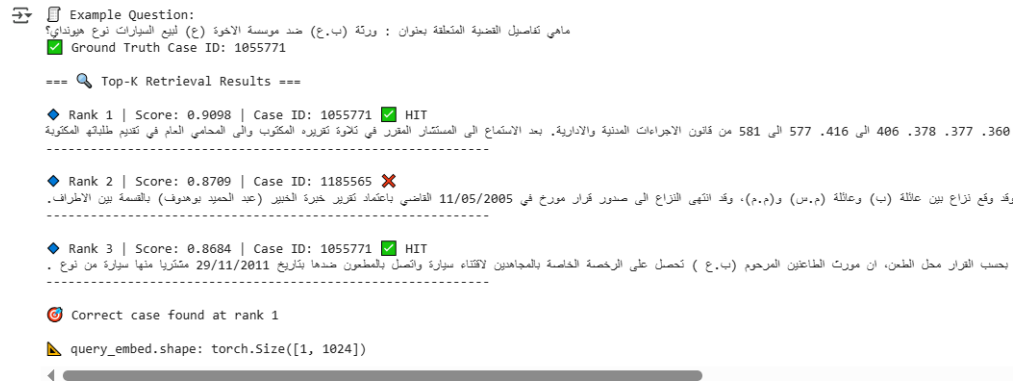 🧾 Example Question:
ماهي تفاصيل القضية المتعلقة بعنوان : ورثة (ب.ع) ضد موسسة الاخوة (ع) لبيع السيارات نوع هيونداي؟
✅ Ground Truth Case ID: 1055771
=== 🔍 Top-K Retrieval Results ===
🔹 Rank 1 | Score: 0.9098 | Case ID: 1055771 ✅ HIT
360. 377. 378. 406 الى 416. 577 الى 581 من قانون الاجراءات المدنية والادارية. بعد الاستماع الى المستشار المقرر في تلاوة تقريره المكتوب والى المحامي العام في تقديم طلباته المكتوبة
------------------------------------------------------------
🔹 Rank 2 | Score: 0.8709 | Case ID: 1185565 ❌
وقد وقع نزاع بين عائلة (ب) وعائلة (م.س) و(م.م)، وقد انتهى النزاع الى صدور قرار مورخ في 11/05/2005 القاضي باعتماد تقرير خبرة الخبير (عبد الحميد بوهدوف) بالقسمة بين الاطراف.
------------------------------------------------------------
🔹 Rank 3 | Score: 0.8684 | Case ID: 1055771 ✅ HIT
بحسب القرار محل الطعن، ان مورث الطاعنين المرحوم (ب.ع ) تحصل على الرخصة الخاصة بالمجاهدين لاقتناء سيارة واتصل بالمطعون ضدها بتاريخ 29/11/2011 مشتريا منها سيارة من نوع .
------------------------------------------------------------
🎯 Correct case found at rank 1
📐 query_embed.shape: torch.Size([1, 1024])